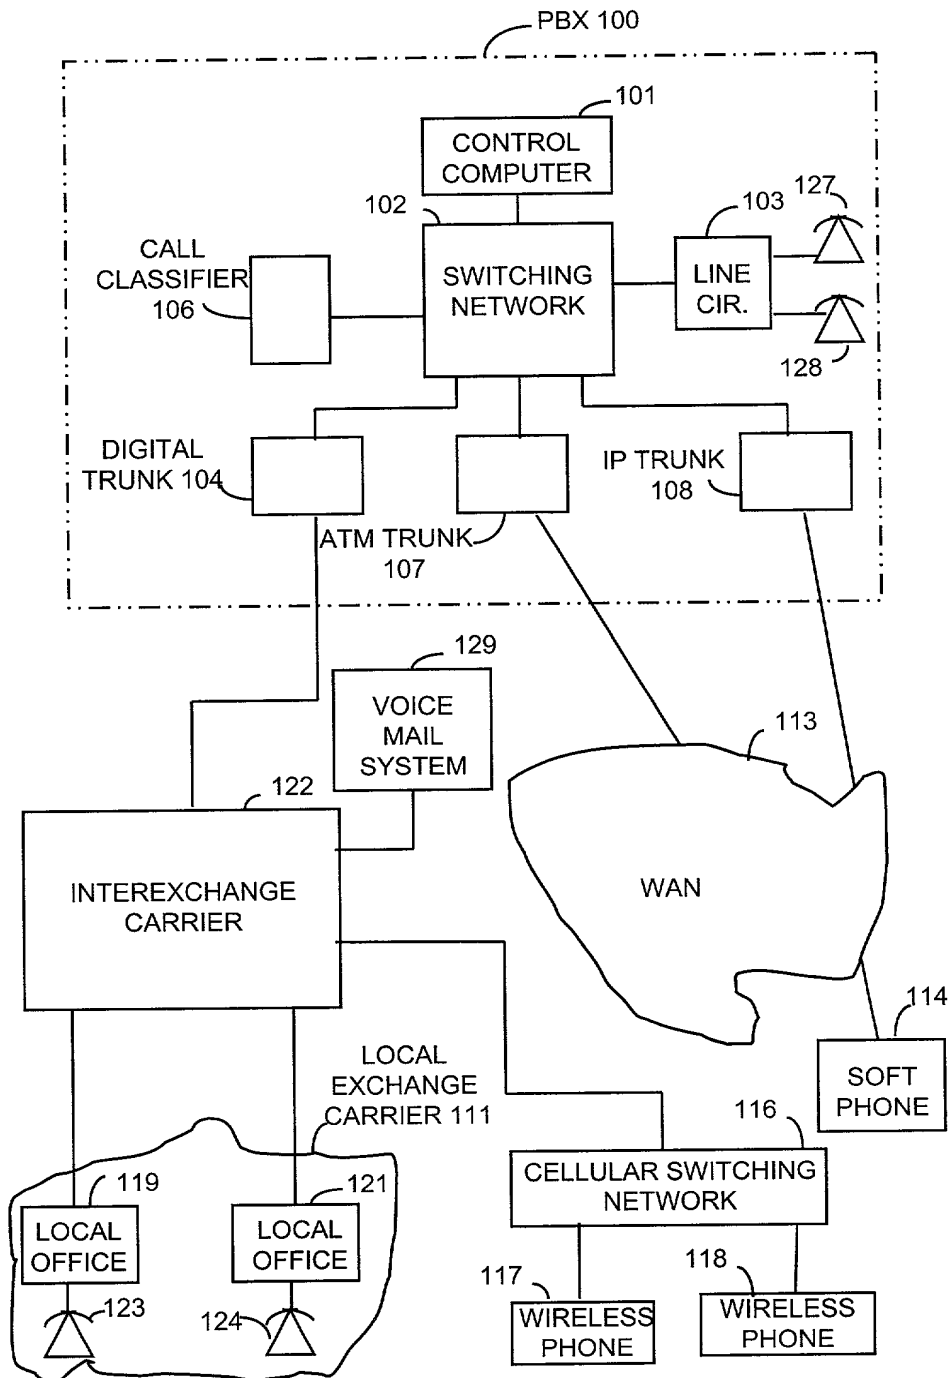 PBX 100
101
CONTROL
COMPUTER
102
103
127
CALL
CLASSIFIER
106
SWITCHING
NETWORK
LINE
CIR.
128
DIGITAL
TRUNK 104
IP TRUNK
108
ATM TRUNK
107
129
VOICE
MAIL
SYSTEM
113
122
INTEREXCHANGE
CARRIER
WAN
114
SOFT
PHONE
LOCAL
EXCHANGE
CARRIER 111
116
CELLULAR SWITCHING
NETWORK
119
LOCAL
OFFICE
121
LOCAL
OFFICE
123
124
117
WIRELESS
PHONE
118
WIRELESS
PHONE